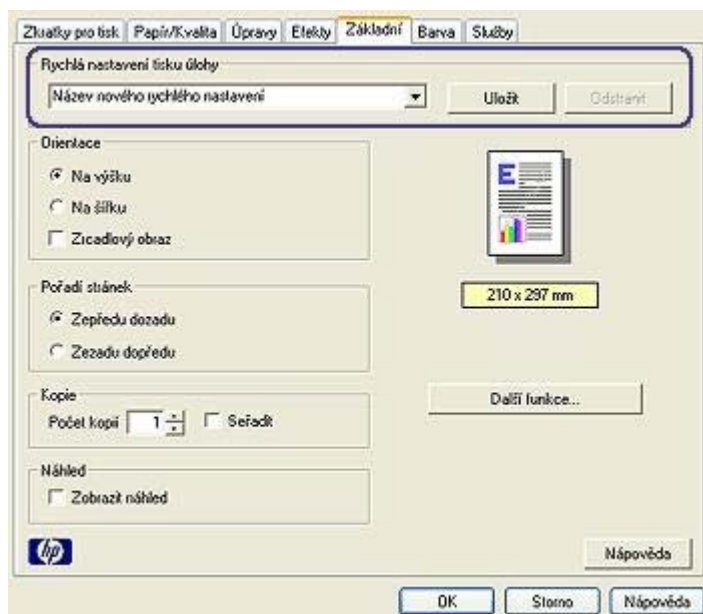 Zkratky pro tisk Papír/Kvalita Úpravy Efekty Základní Barva Služby
Rychlá nastavení tisku úlohy
Název nového rychlého nastavení Uložit Odstranit
Orientace
Na výšku
Na šířku
Zrcadlový obraz
E
Pořadí stránek
210 x 297 mm
Zepředu dozadu
Zezadu dopředu
Kopie
Další funkce...
Počet kopií 1 Seřadit
Náhled
Zobrazit náhled
hp Nápověda
OK Storno Nápověda